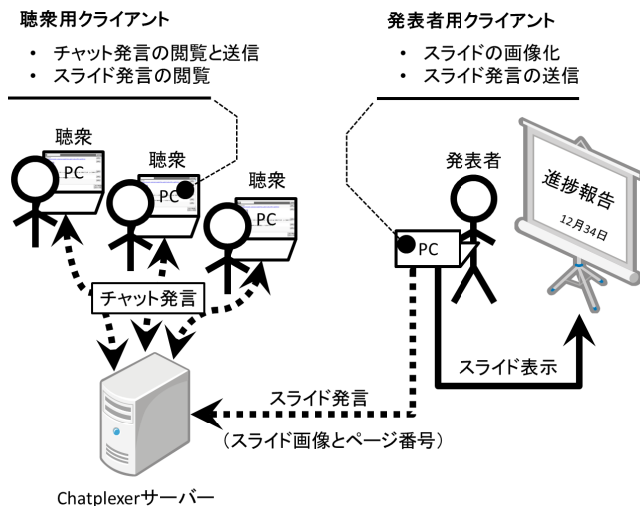 聴衆用クライアント
• チャット発言の閲覧と送信
• スライド発言の閲覧
発表者用クライアント
• スライドの画像化
• スライド発言の送信
聴衆
PC
聴衆
PC
聴衆
PC
発表者
PC
進捗報告
12月34日
チャット発言
スライド表示
スライド発言
(スライド画像とページ番号)
Chatplexerサーバー